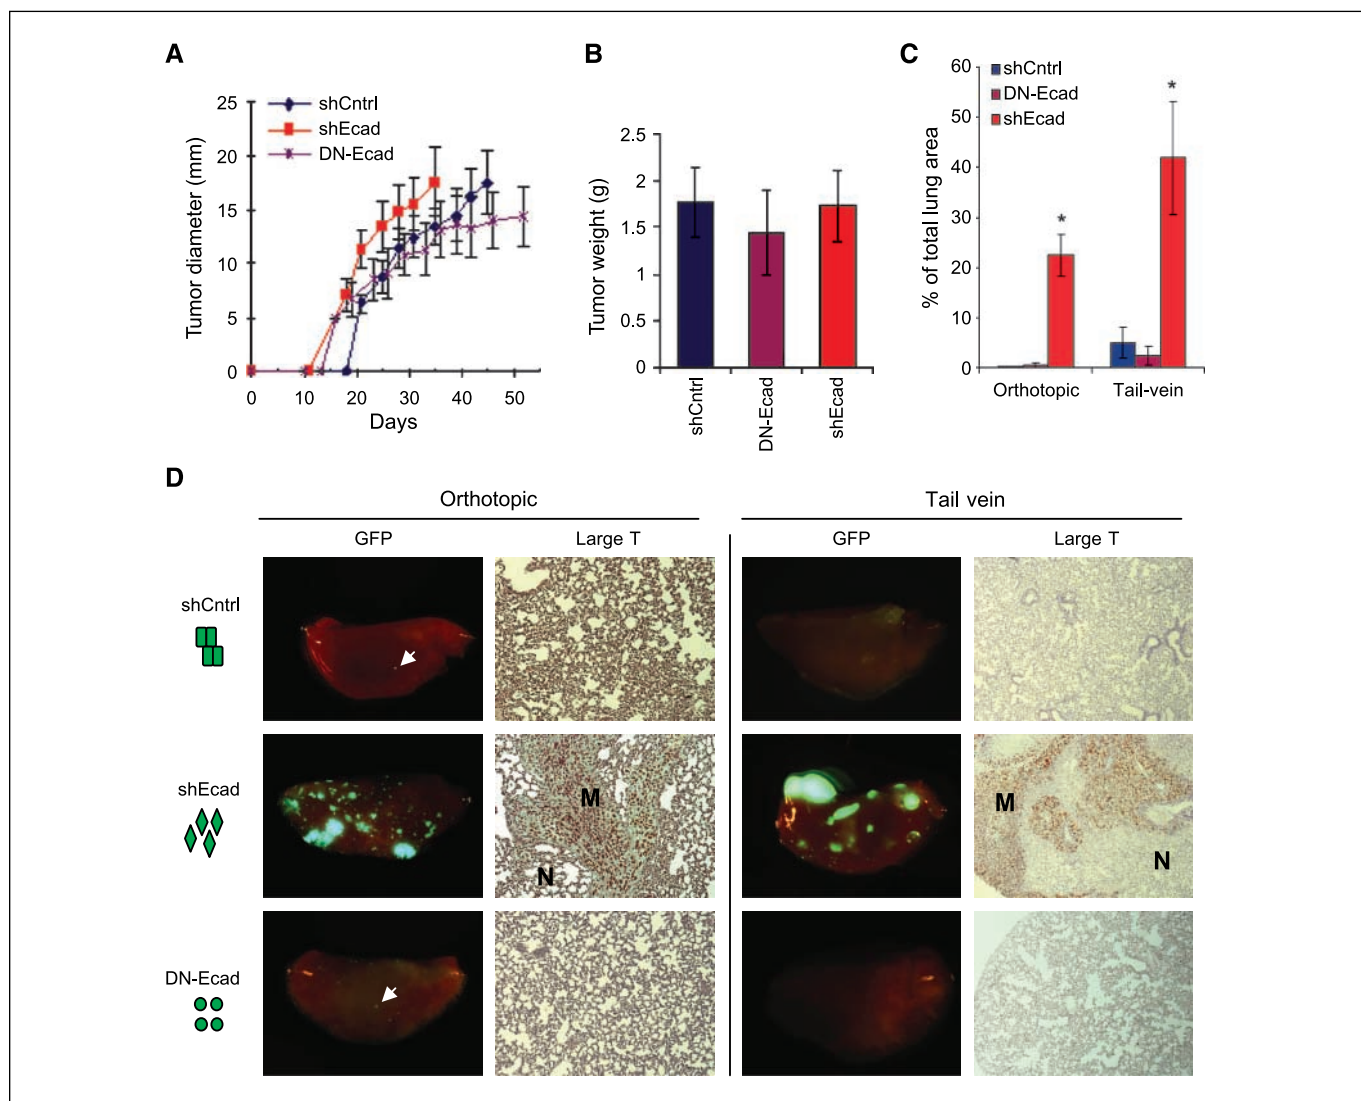 A
shCntrl
shEcad
DN-Ecad
Tumor diameter (mm)
25
20
15
10
5
0
0 10 20 30 40 50
Days
B
Tumor weight (g)
2.5
2
1.5
1
0.5
0
shCntrl
DN-Ecad
shEcad
C
shCntrl
DN-Ecad
shEcad
% of total lung area
60
50
40
30
20
10
0
*
*
Orthotopic Tail-vein
D
Orthotopic Tail vein
GFP Large T GFP Large T
shCntrl
shEcad
M
N
M
N
DN-Ecad